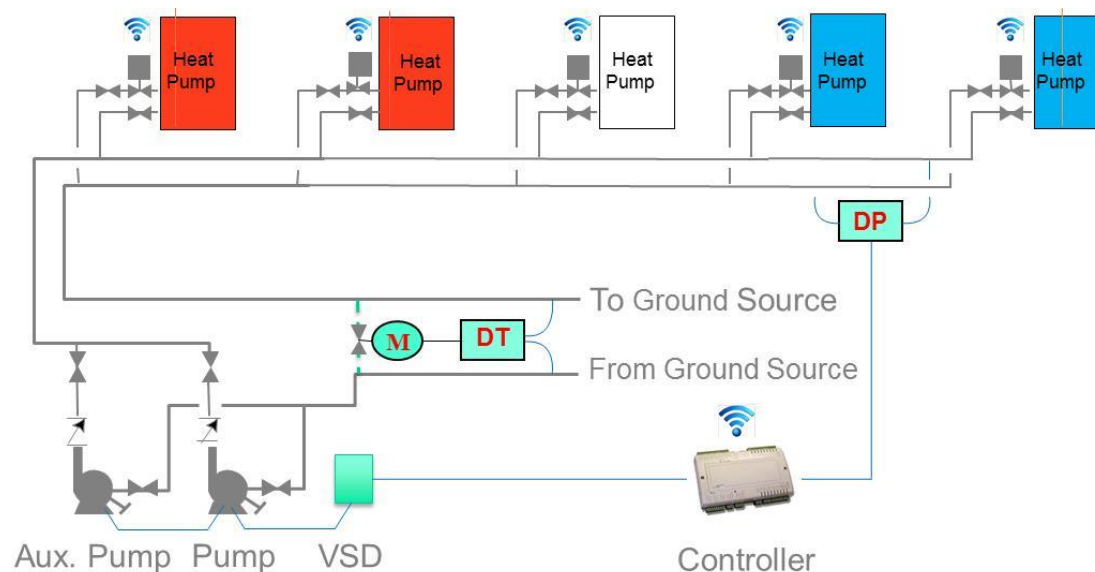 Heat
Pump
Heat
Pump
Heat
Pump
Heat
Pump
Heat
Pump
DP
To Ground Source
M
DT
From Ground Source
Aux. Pump
Pump
VSD
Controller